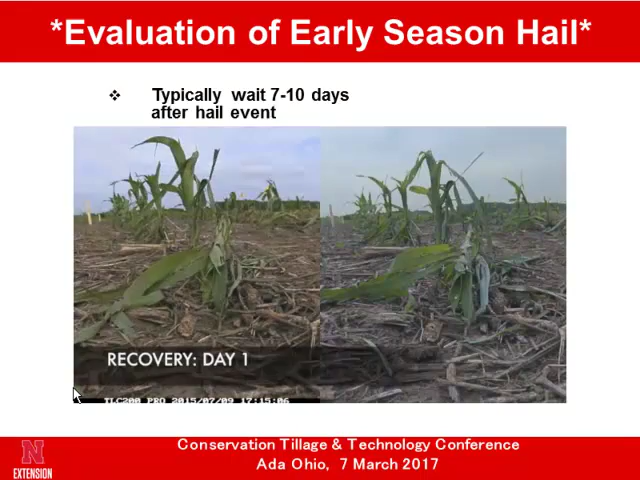 *Evaluation of Early Season Hail*
Typically wait 7-10 days
after hail event
RECOVERY: DAY 1
TLC200 PRO 2015/07/09 17:15:06
Conservation Tillage & Technology Conference
Ada Ohio, 7 March 2017
N
EXTENSION